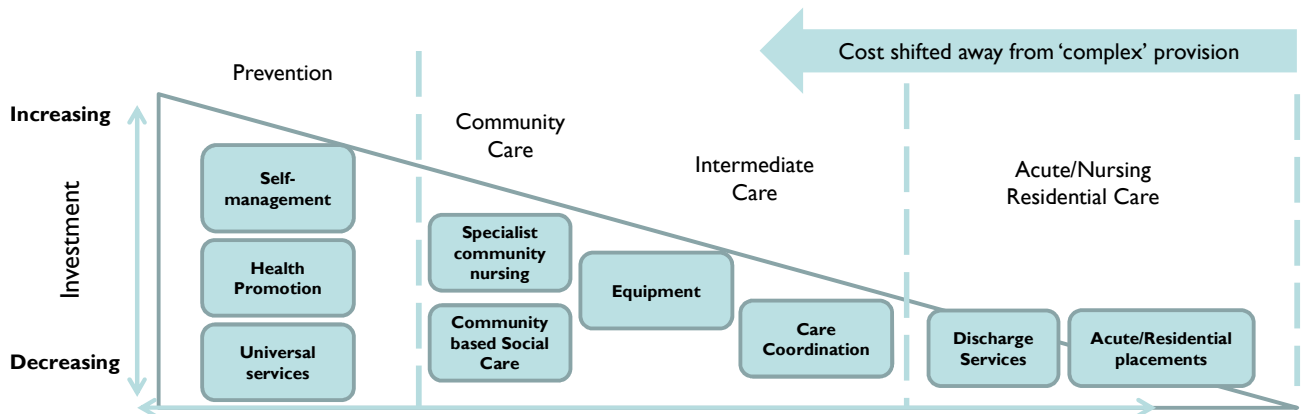 Cost shifted away from ‘complex’ provision
Prevention
Increasing
Community
Care
Intermediate
Care
Acute/Nursing
Residential Care
Self-
management
Specialist
community
nursing
Investment
Health
Promotion
Equipment
Community
based Social
Care
Care
Coordination
Discharge
Services
Acute/Residential
placements
Universal
services
Decreasing